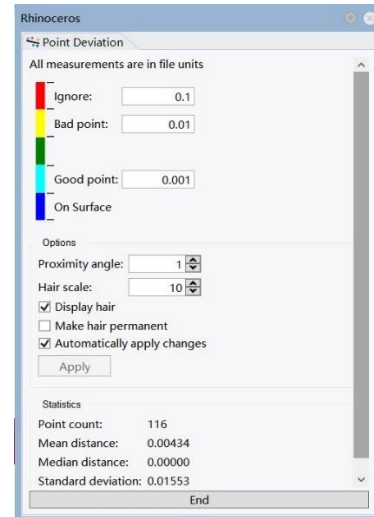 Rhinoceros
Point Deviation
All measurements are in file units
Ignore: 0.1
Bad point: 0.01
Good point: 0.001
On Surface
Options
Proximity angle: 1
Hair scale: 10
Display hair
Make hair permanent
Automatically apply changes
Apply
Statistics
Point count: 116
Mean distance: 0.00434
Median distance: 0.00000
Standard deviation: 0.01553
End